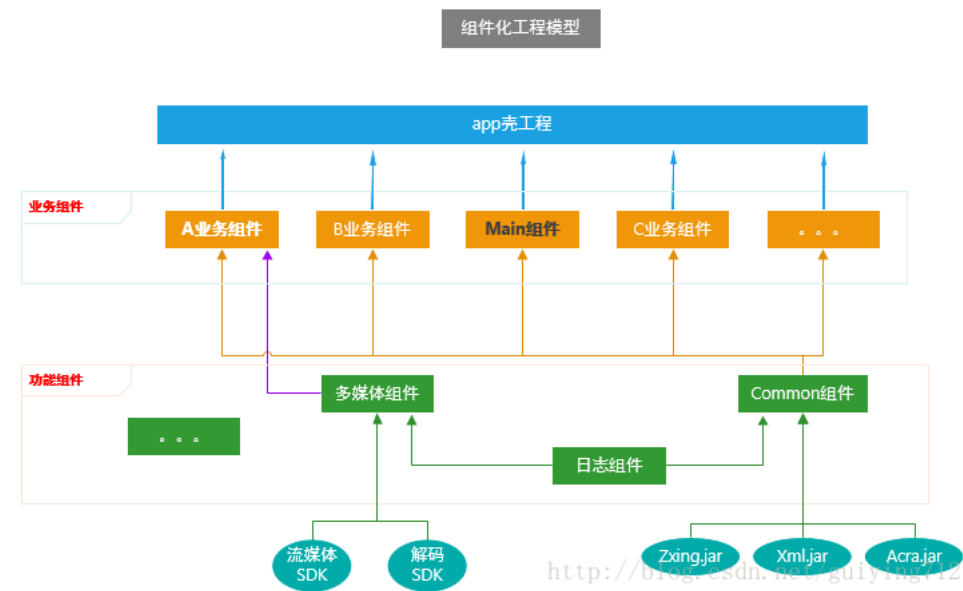 组件化工程模型
app壳工程
业务组件
A业务组件
B业务组件
Main组件
C业务组件
。。。
功能组件
多媒体组件
Common组件
。。。
日志组件
流媒体
SDK
解码
SDK
Zxing.jar
Xml.jar
Acra.jar
http://blog.csdn.net/guiying712